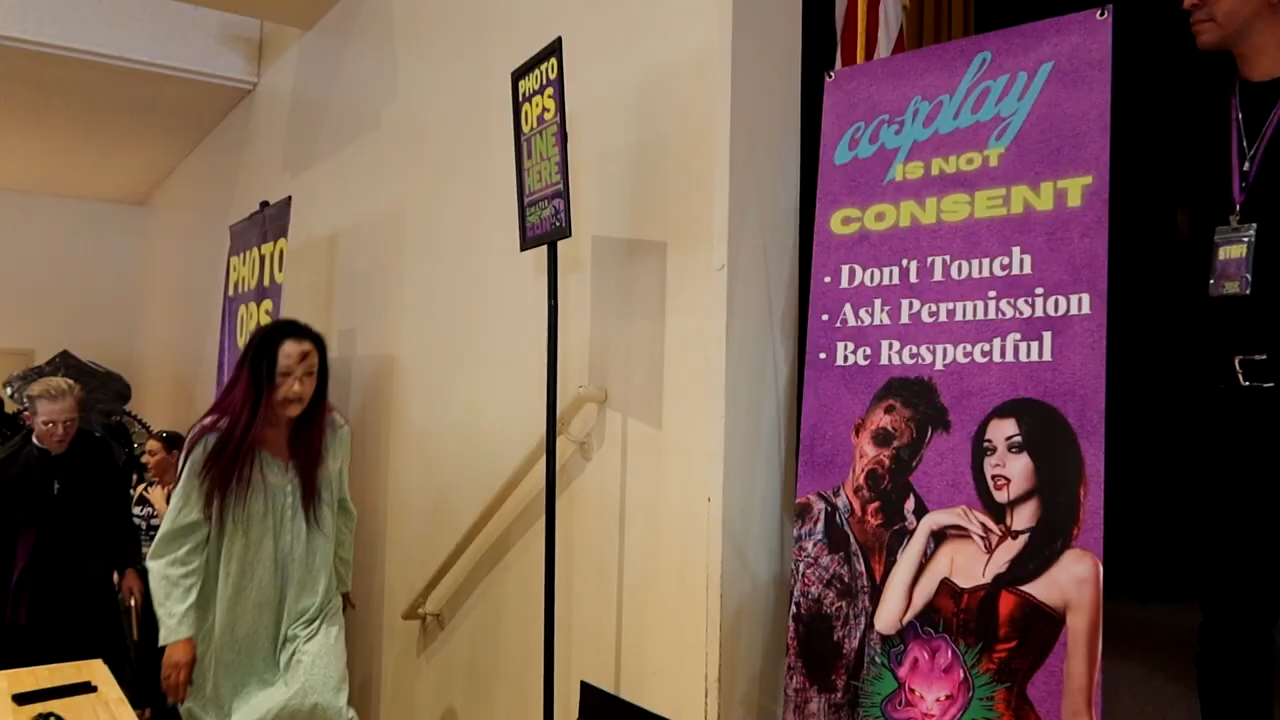 PHOTO
OPS
PHOTO
OPS
LINE
HERE
cosplay
IS NOT
CONSENT
· Don't Touch
· Ask Permission
· Be Respectful
STAFF